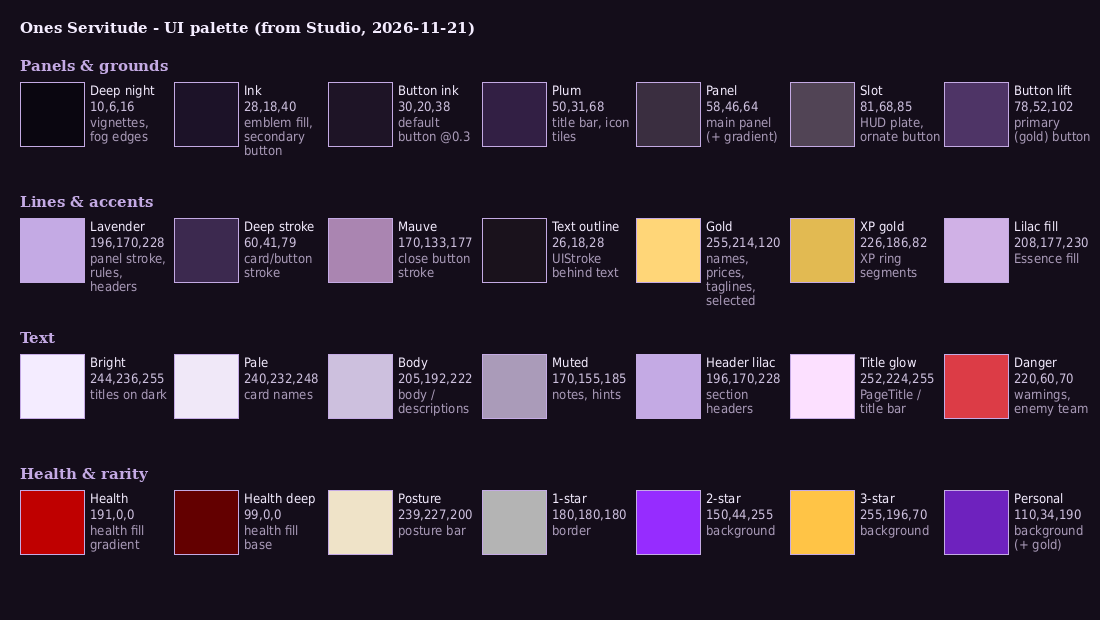 Ones Servitude - UI palette (from Studio, 2026-11-21)
Panels & grounds
Deep night
10,6,16
vignettes,
fog edges
Ink
28,18,40
emblem fill,
secondary
button
Button ink
30,20,38
default
button @0.3
Plum
50,31,68
title bar, icon
tiles
Panel
58,46,64
main panel
(+ gradient)
Slot
81,68,85
HUD plate,
ornate button
Button lift
78,52,102
primary
(gold) button
Lines & accents
Lavender
196,170,228
panel stroke,
rules,
headers
Deep stroke
60,41,79
card/button
stroke
Mauve
170,133,177
close button
stroke
Text outline
26,18,28
UIStroke
behind text
Gold
255,214,120
names,
prices,
taglines,
selected
XP gold
226,186,82
XP ring
segments
Lilac fill
208,177,230
Essence fill
Text
Bright
244,236,255
titles on dark
Pale
240,232,248
card names
Body
205,192,222
body /
descriptions
Muted
170,155,185
notes, hints
Header lilac
196,170,228
section
headers
Title glow
252,224,255
PageTitle /
title bar
Danger
220,60,70
warnings,
enemy team
Health & rarity
Health
191,0,0
health fill
gradient
Health deep
99,0,0
health fill
base
Posture
239,227,200
posture bar
1-star
180,180,180
border
2-star
150,44,255
background
3-star
255,196,70
background
Personal
110,34,190
background
(+ gold)